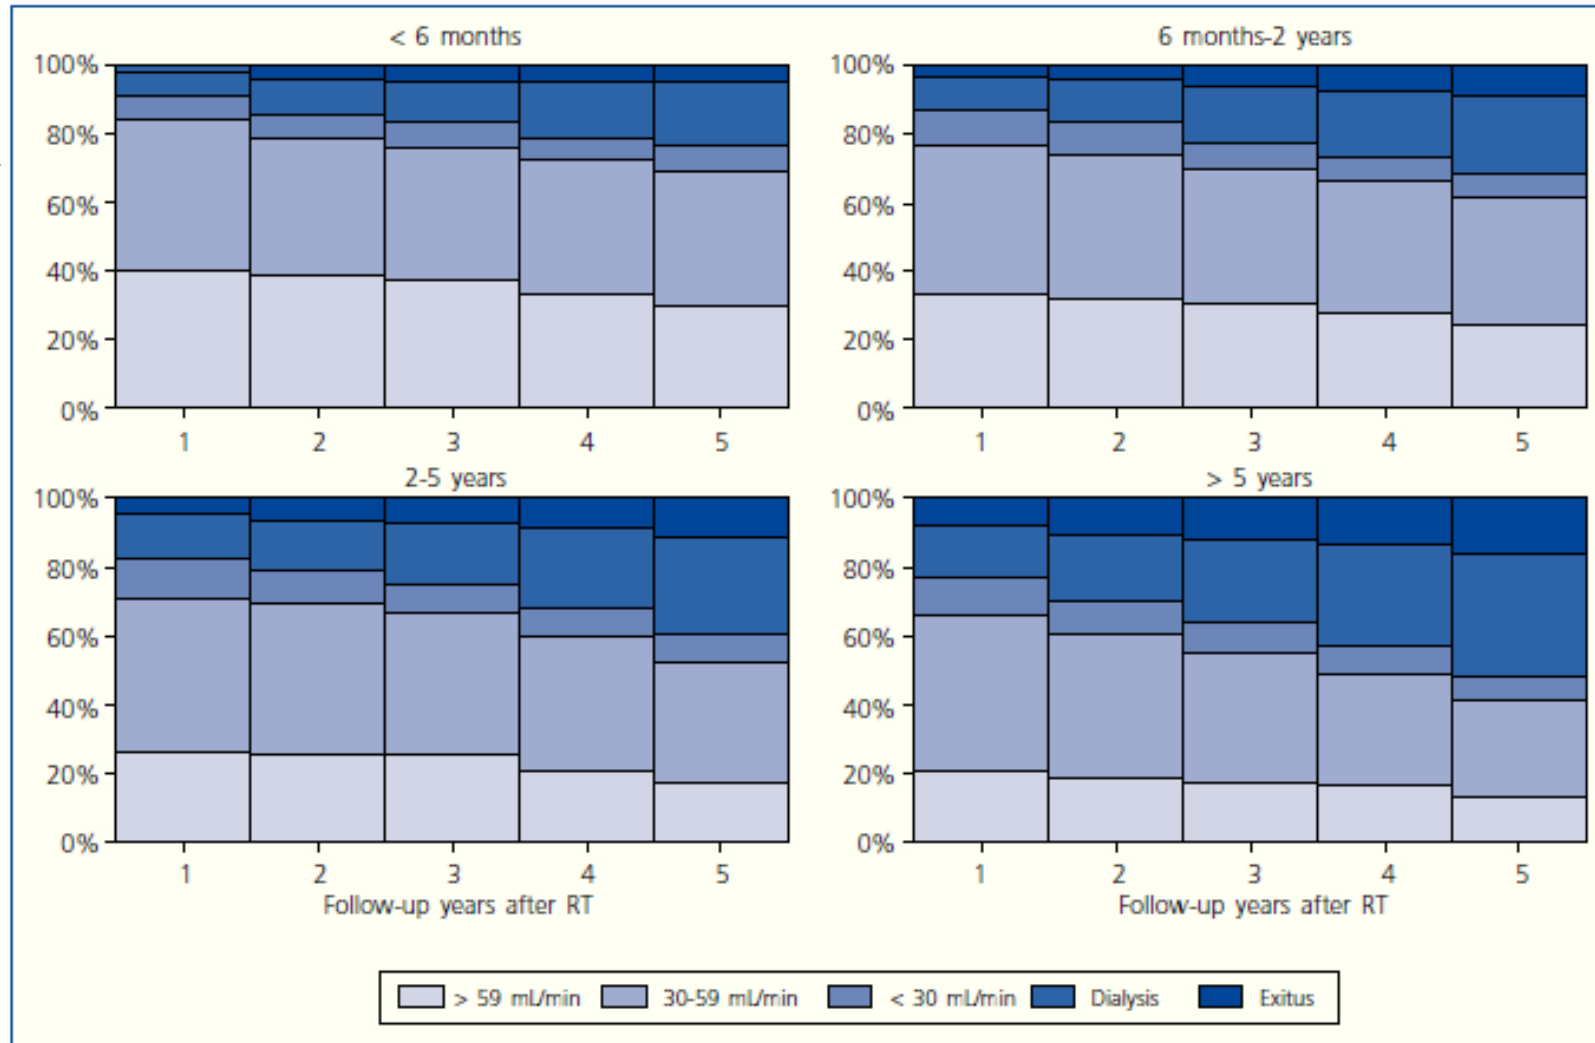 < 6 months
6 months-2 years
100%
80%
60%
40%
20%
0%
1 2 3 4 5
100%
80%
60%
40%
20%
0%
1 2 3 4 5
2-5 years
> 5 years
100%
80%
60%
40%
20%
0%
1 2 3 4 5
Follow-up years after RT
100%
80%
60%
40%
20%
0%
1 2 3 4 5
Follow-up years after RT
> 59 mL/min 30-59 mL/min < 30 mL/min Dialysis Exitus